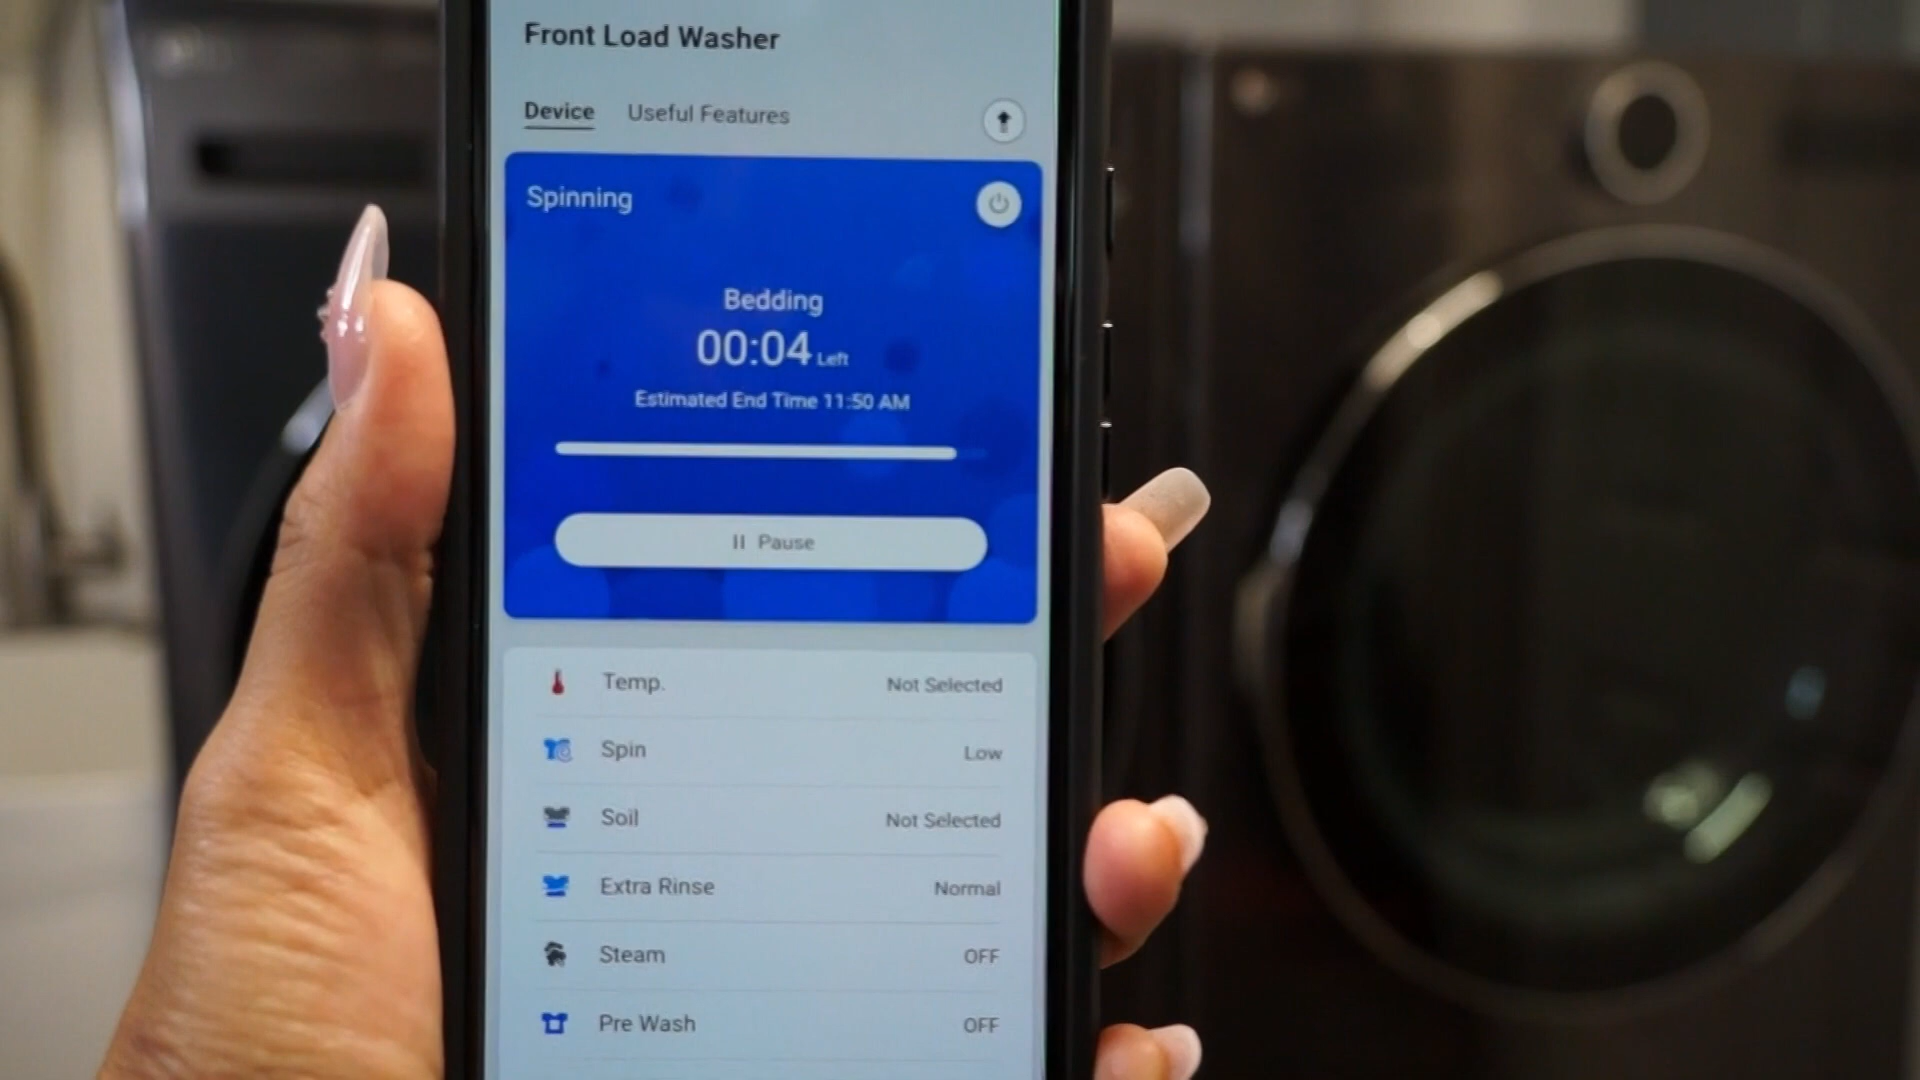 Front Load Washer
Device Useful Features
Spinning
Bedding
00:04 Left
Estimated End Time 11:50 AM
Pause
Temp. Not Selected
Spin Low
Soil Not Selected
Extra Rinse Normal
Steam OFF
Pre Wash OFF